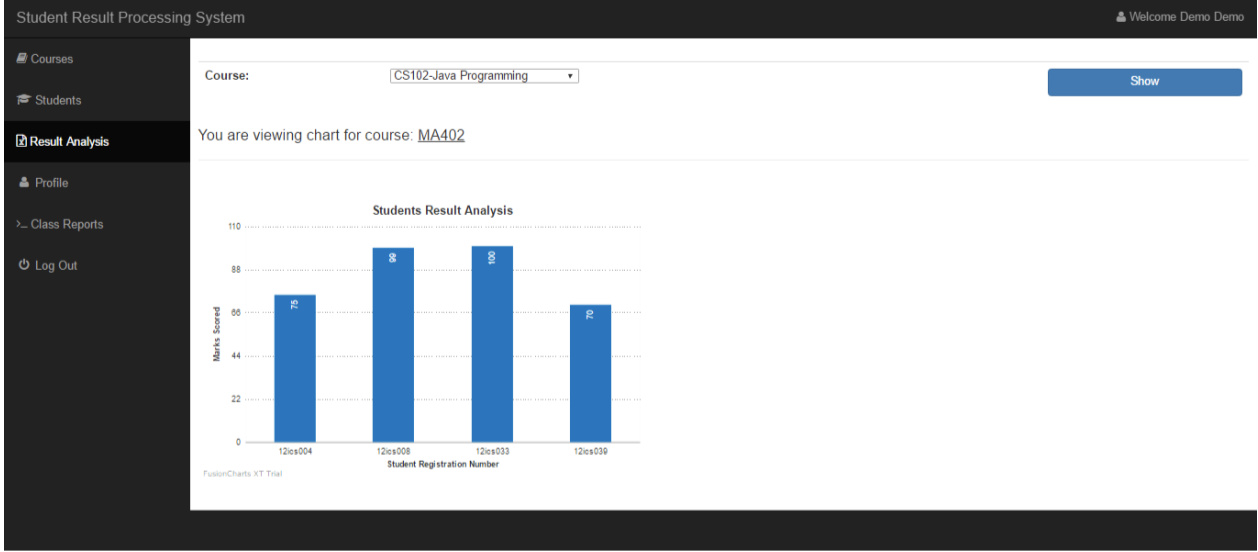 Student Result Processing System
Welcome Demo Demo
Courses
Students
Result Analysis
Profile
Class Reports
Log Out
Course: CS102-Java Programming Show
You are viewing chart for course: MA402
Students Result Analysis
110
88
66
44
22
0
Marks Scored
75
99
100
70
12ics004 12ics008 12ics033 12ics039
Student Registration Number
FusionCharts XT Trial